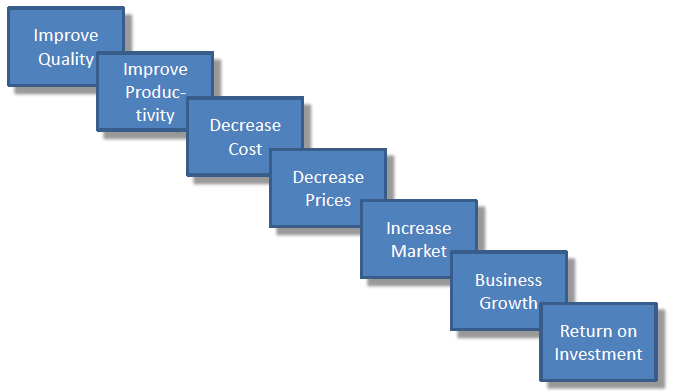 Improve
Quality
Improve
Produc-
tivity
Decrease
Cost
Decrease
Prices
Increase
Market
Business
Growth
Return on
Investment